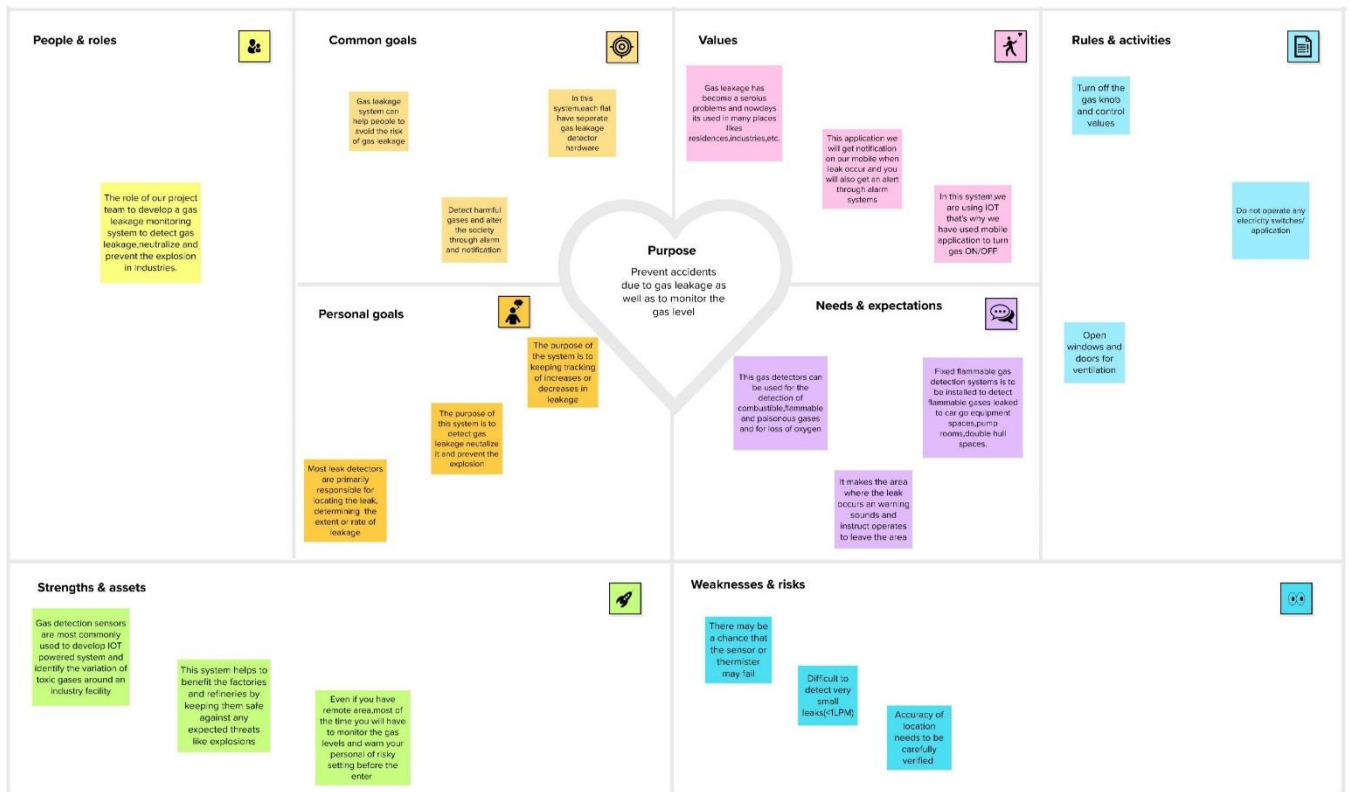 People & roles
The role of our project
team to develop a gas
leakage monitoring
system to detect gas
leakage,neutralize and
prevent the explosion
in Industries.
Common goals
Gas leakage
system can
help people to
avoid the risk
of gas leakage
In this
system,each flat
have seperate
gas leakage
detector
hardware
Detect harmful
gases and alter
the society
through alarm
and notification
Values
Gas leakage has
become a seroius
problems and nowdeys
its used in many places
likes
residences,industries,etc.
This application we
will get notification
on our mobile when
leak occur and you
will also get an alert
through alarm
systems
In this system,we
are using IOT
that's why we
have used mobile
application to turn
gas ON/OFF
Rules & activities
Turn off the
gas knob
and control
values
Do not operate any
elecricity switches/
application
Open
windows and
doors for
ventilation
Purpose
Prevent accidents
due to gas leakage as
well as to monitor the
gas level
Personal goals
The purpose of
the system is to
keeping tracking
of increases or
decreases in
leakage
The purpose of
this system is to
detect gas
leakage neutalize
it and prevent the
explosion
Most leak detectors
are primarily
responsible for
locating the leak,
determining the
extent or rate of
leakage
Needs & expectations
This gas detectors can
be used for the
detection of
combustible,flammable
and poisonous gases
and for loss of oxygen
Fixed flammable gas
detection systems is to
be installed to detect
flammable gases leaked
to car go equipment
spaces,pump
rooms,double hull
spaces.
It makes the area
where the leak
occurs an warning
sounds and
instruct operates
to leave the area
Strengths & assets
Gas detection sensors
are most commonly
used to develop IOT
powered system and
identify the variation of
toxic gases around an
industry facility
This system helps to
benefit the factories
and refineries by
keeping them safe
against any
expected threats
like explosions
Even if you have
remote area,most of
the time you will have
to monitor the gas
levels and warn your
personal of risky
setting before the
enter
Weaknesses & risks
There may be
a chance that
the sensor or
thermister
may fail
Difficult to
detect very
small
leaks(<1LPM)
Accuracy of
location
needs to be
carefully
verified